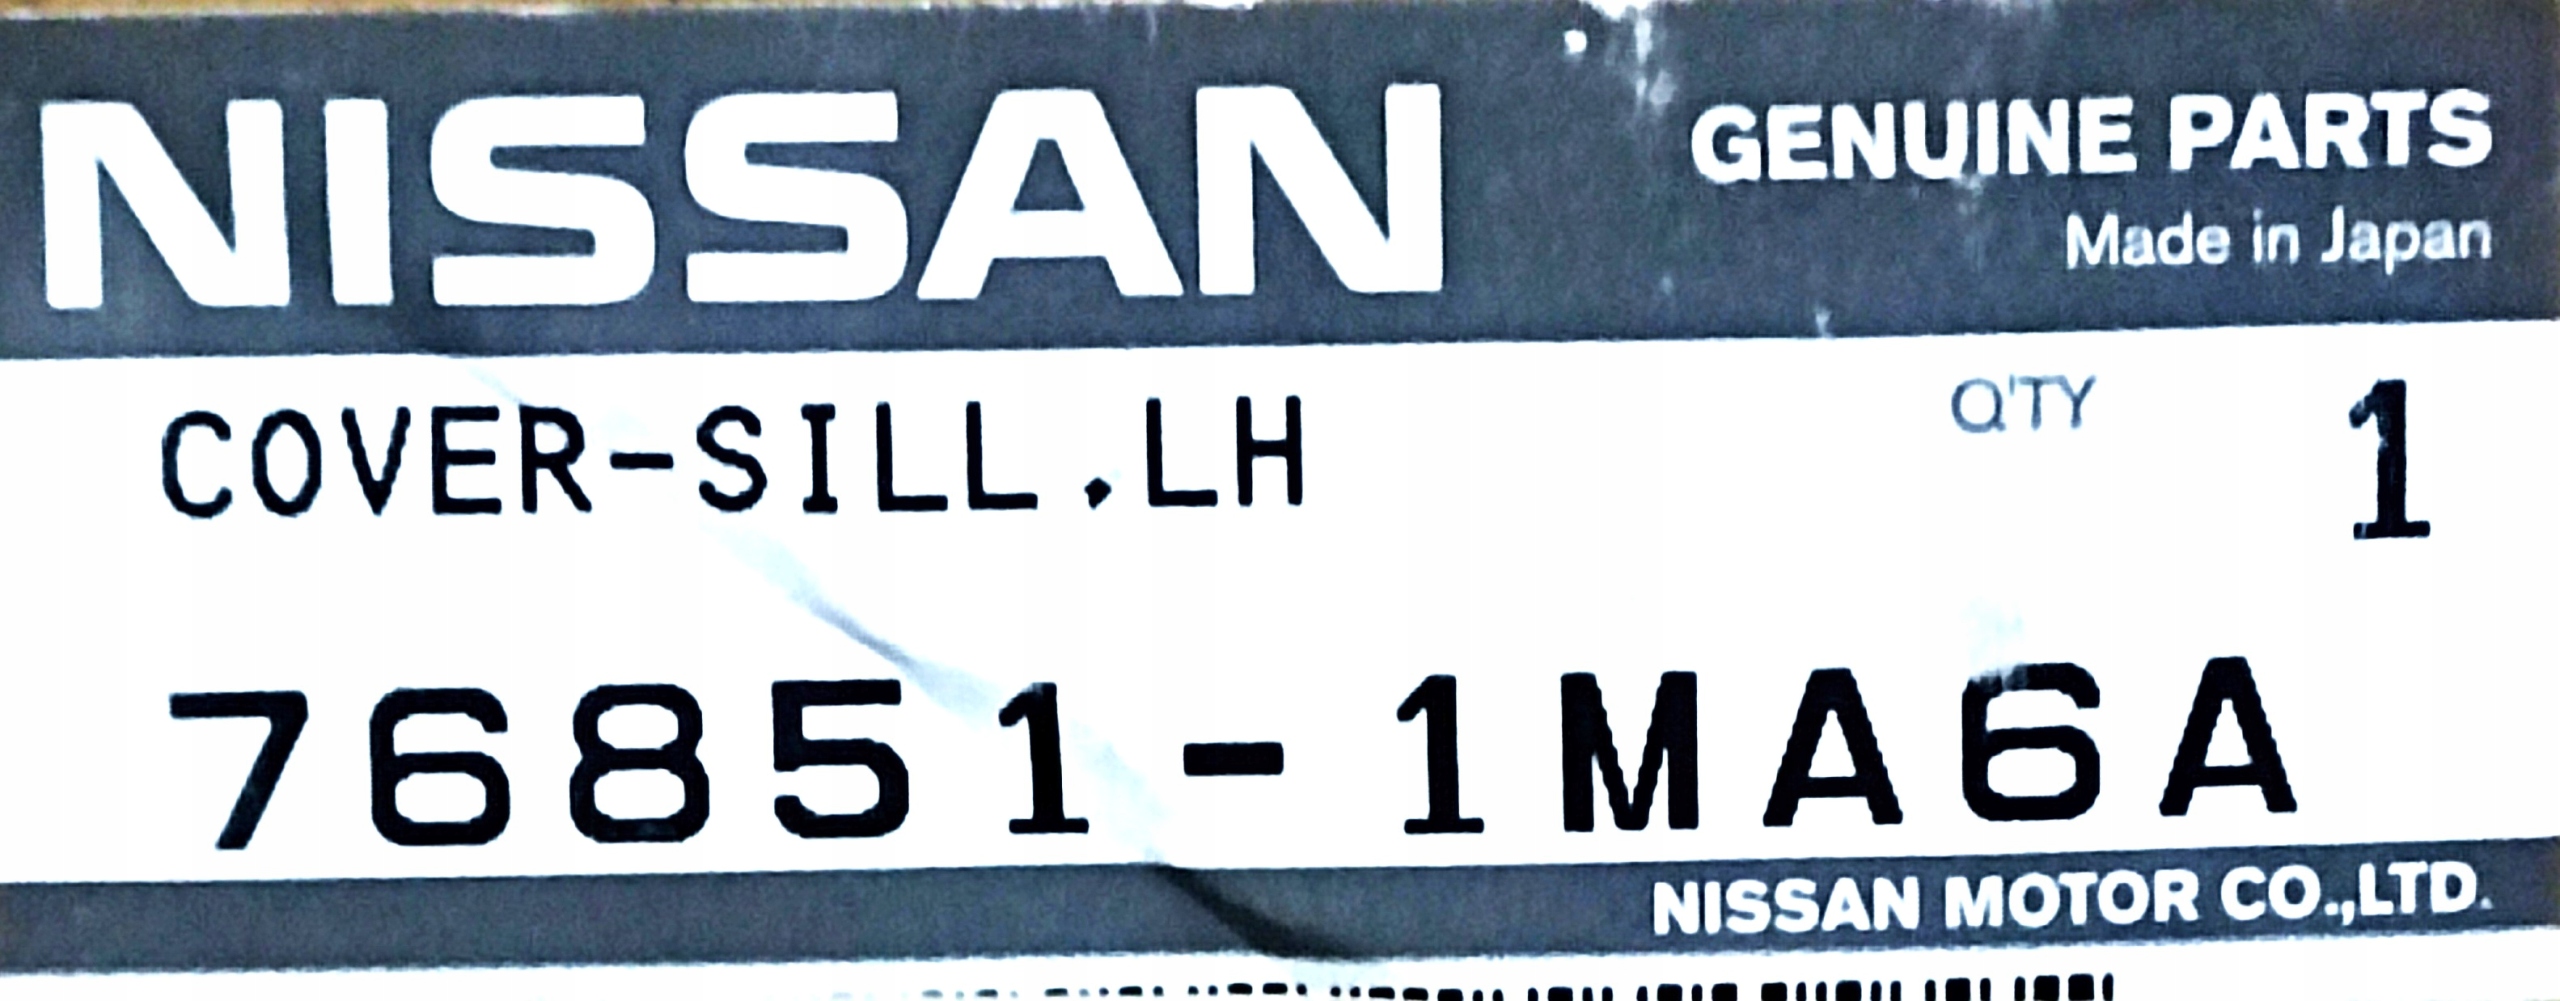 NISSAN
GENUINE PARTS
Made in Japan
COVER-SILL,LH
Q'TY 1
76851-1MA6A
NISSAN MOTOR CO.,LTD.